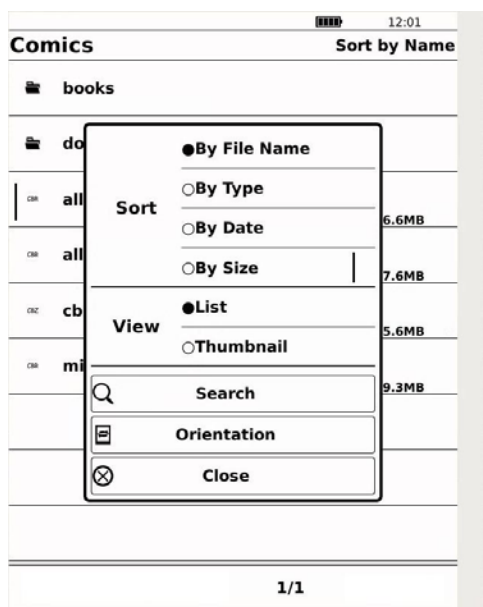 12:01
Comics Sort by Name
books
do
By File Name
By Type
all
Sort
6.6MB
By Date
all
By Size
7.6MB
cb
List
View
5.6MB
Thumbnail
mi
9.3MB
Search
Orientation
Close
1/1